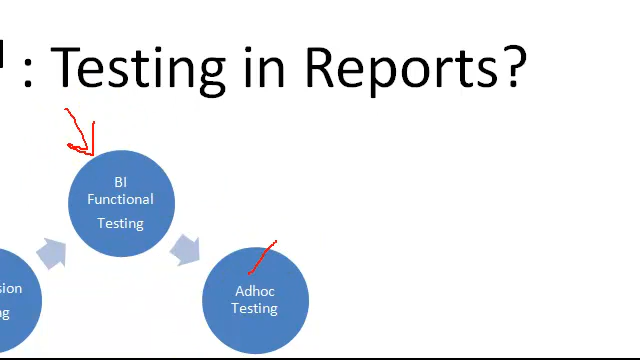 : Testing in Reports?
BI
Functional
Testing
Adhoc
Testing